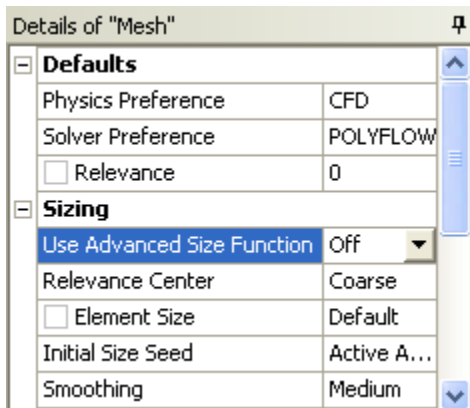 Details of "Mesh"
Defaults
Physics Preference CFD
Solver Preference POLYFLOW
Relevance 0
Sizing
Use Advanced Size Function Off
Relevance Center Coarse
Element Size Default
Initial Size Seed Active A...
Smoothing Medium